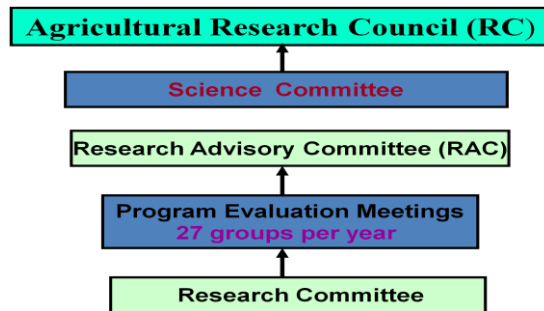 Agricultural Research Council (RC)
Science Committee
Research Advisory Committee (RAC)
Program Evaluation Meetings
27 groups per year
Research Committee